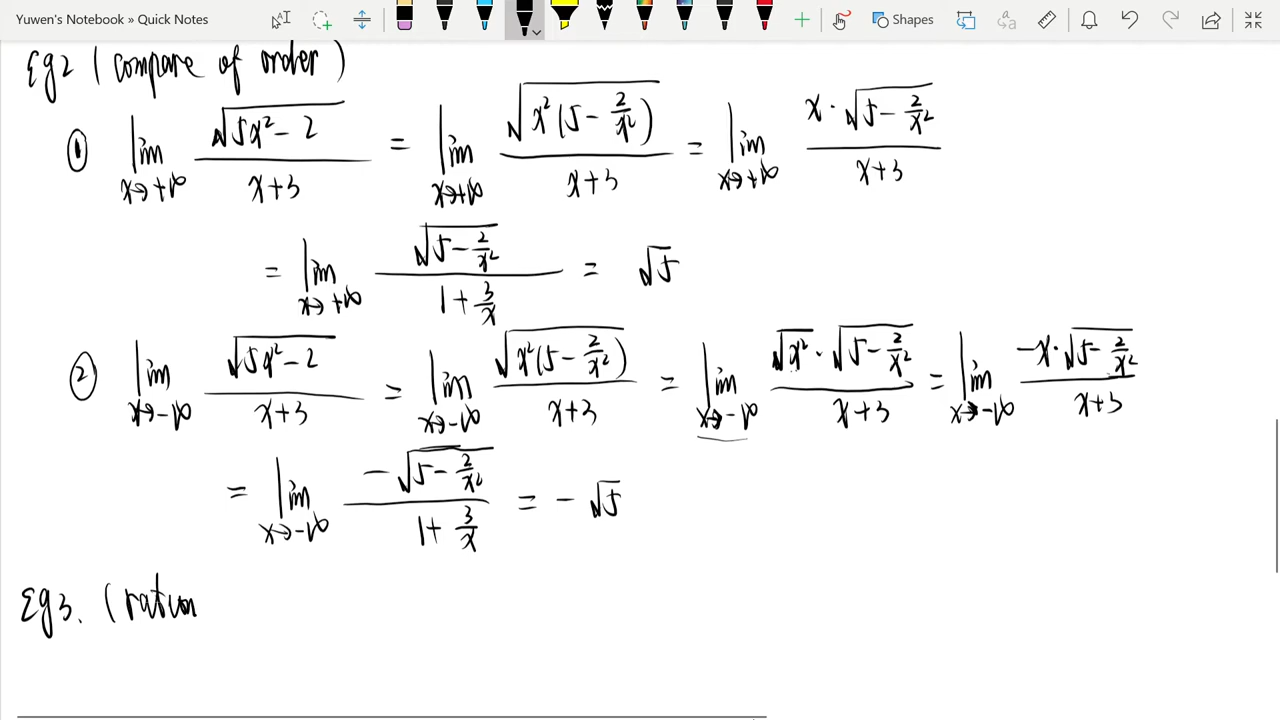 Yuwen's Notebook » Quick Notes
Shapes
Eg2 (compare of order)
① lim x→+∞ √(5x²-2) / (x+3) = lim x→+∞ √(x²(5-2/x²)) / (x+3) = lim x→+∞ x·√(5-2/x²) / (x+3)
= lim x→+∞ √(5-2/x²) / (1+3/x) = √5
② lim x→-∞ √(5x²-2) / (x+3) = lim x→-∞ √(x²(5-2/x²)) / (x+3) = lim x→-∞ √x²·√(5-2/x²) / (x+3) = lim x→-∞ -x·√(5-2/x²) / (x+3)
= lim x→-∞ -√(5-2/x²) / (1+3/x) = -√5
Eg3. (ration